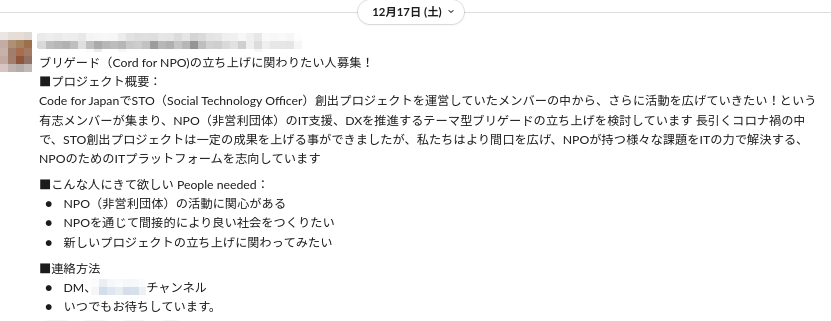 12月17日 (土)
ブリゲード（Cord for NPO)の立ち上げに関わりたい人募集！
■プロジェクト概要：
Code for JapanでSTO（Social Technology Officer）創出プロジェクトを運営していたメンバーの中から、さらに活動を広げていきたい！という
有志メンバーが集まり、NPO（非営利団体）のIT支援、DXを推進するテーマ型ブリゲードの立ち上げを検討しています 長引くコロナ禍の中
で、STO創出プロジェクトは一定の成果を上げる事ができましたが、私たちはより間口を広げ、NPOが持つ様々な課題をITの力で解決する、
NPOのためのITプラットフォームを志向しています
■こんな人にきて欲しい People needed：
● NPO（非営利団体）の活動に関心がある
● NPOを通じて間接的により良い社会をつくりたい
● 新しいプロジェクトの立ち上げに関わってみたい
■連絡方法
● DM、チャンネル
● いつでもお待ちしています。